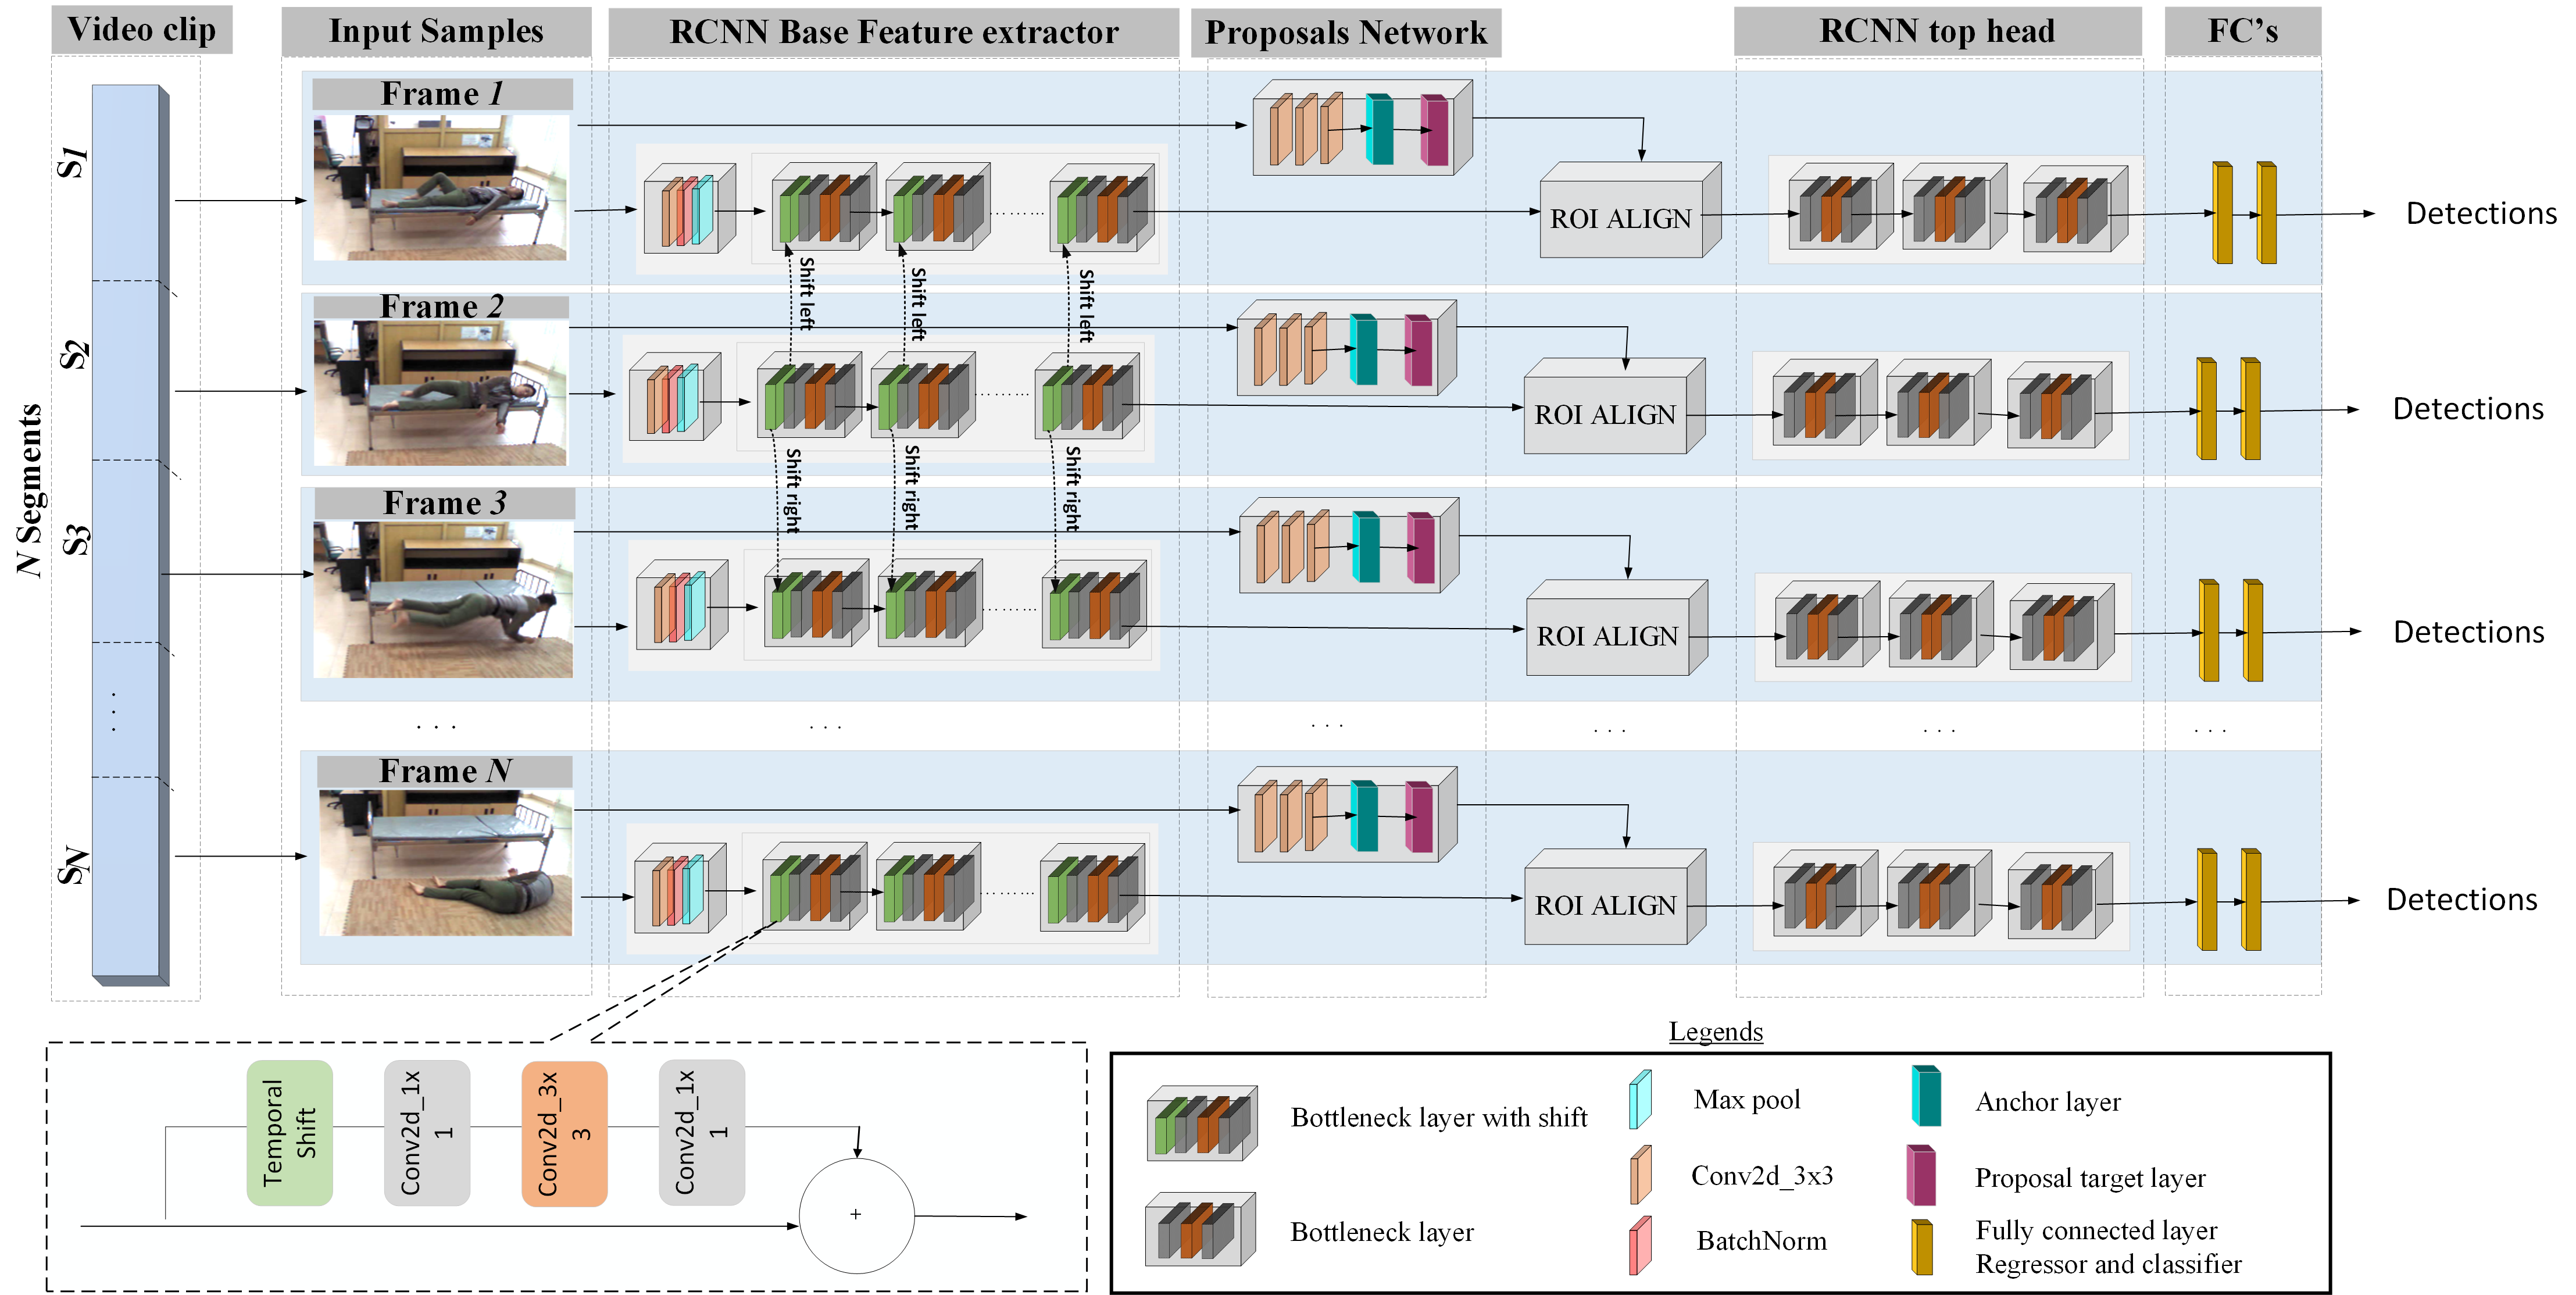 Video clip
Input Samples
RCNN Base Feature extractor
Proposals Network
RCNN top head
FC's
N Segments
S1
S2
S3
. . .
SN
Frame 1
Shift left
Shift left
Shift left
ROI ALIGN
Detections
Frame 2
Shift right
Shift right
Shift right
ROI ALIGN
Detections
Frame 3
ROI ALIGN
Detections
. . .
. . .
. . .
. . .
. . .
. . .
Frame N
ROI ALIGN
Detections
Temporal
Shift
Conv2d_1x
1
Conv2d_3x
3
Conv2d_1x
1
+
Legends
Bottleneck layer with shift
Bottleneck layer
Max pool
Conv2d_3x3
BatchNorm
Anchor layer
Proposal target layer
Fully connected layer
Regressor and classifier